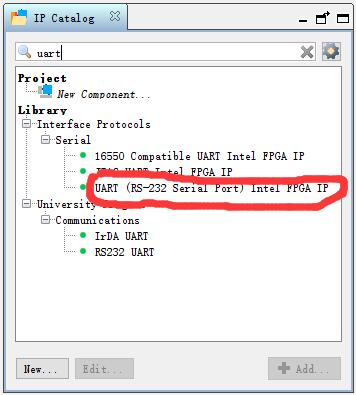 IP Catalog
uart
Project
New Component...
Library
Interface Protocols
Serial
16550 Compatible UART Intel FPGA IP
JTAG UART Intel FPGA IP
UART (RS-232 Serial Port) Intel FPGA IP
University
Communications
IrDA UART
RS232 UART
New...
Edit...
Add...